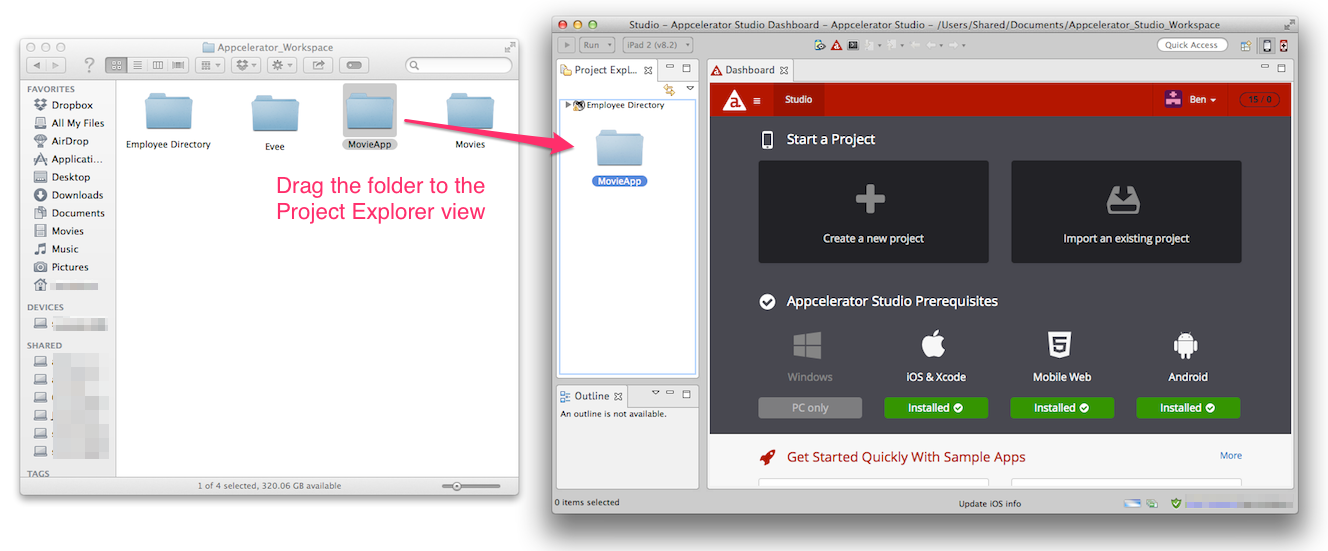 Appcelerator_Workspace
FAVORITES
Dropbox
All My Files
AirDrop
Applicati...
Desktop
Downloads
Documents
Movies
Music
Pictures
DEVICES
SHARED
TAGS
Employee Directory
Evee
MovieApp
Movies
Drag the folder to the
Project Explorer view
1 of 4 selected, 320.06 GB available
Studio – Appcelerator Studio Dashboard – Appcelerator Studio – /Users/Shared/Documents/Appcelerator_Studio_Workspace
Run
iPad 2 (v8.2)
Quick Access
Project Expl...
Employee Directory
MovieApp
Outline
An outline is not available.
Dashboard
a
Studio
Ben
15 / 0
Start a Project
Create a new project
Import an existing project
Appcelerator Studio Prerequisites
Windows
iOS & Xcode
Mobile Web
Android
PC only
Installed
Installed
Installed
Get Started Quickly With Sample Apps
More
0 items selected
Update iOS info